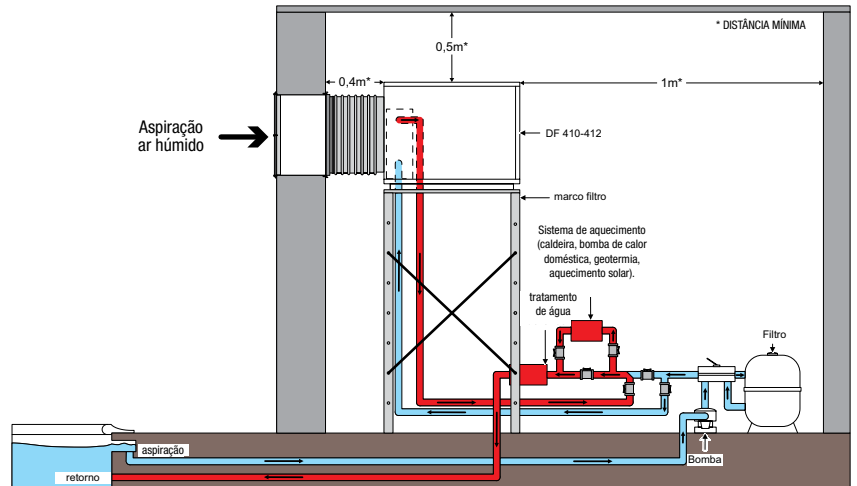 * DISTÂNCIA MÍNIMA
0,5m*
0,4m*
1m*
Aspiração
ar húmido
DF 410-412
marco filtro
Sistema de aquecimento
(caldeira, bomba de calor
doméstica, geotermia,
aquecimento solar).
tratamento
de água
Filtro
aspiração
Bomba
retorno